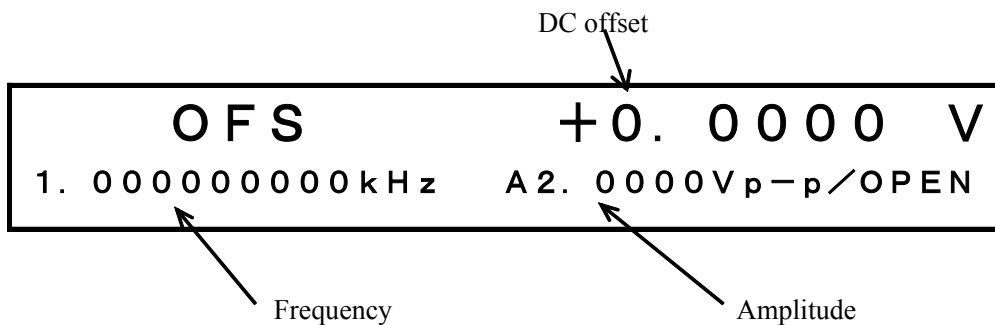 DC offset
OFS +0. 0000 V
1. 000000000kHz A2. 0000Vp-p/OPEN
Frequency Amplitude